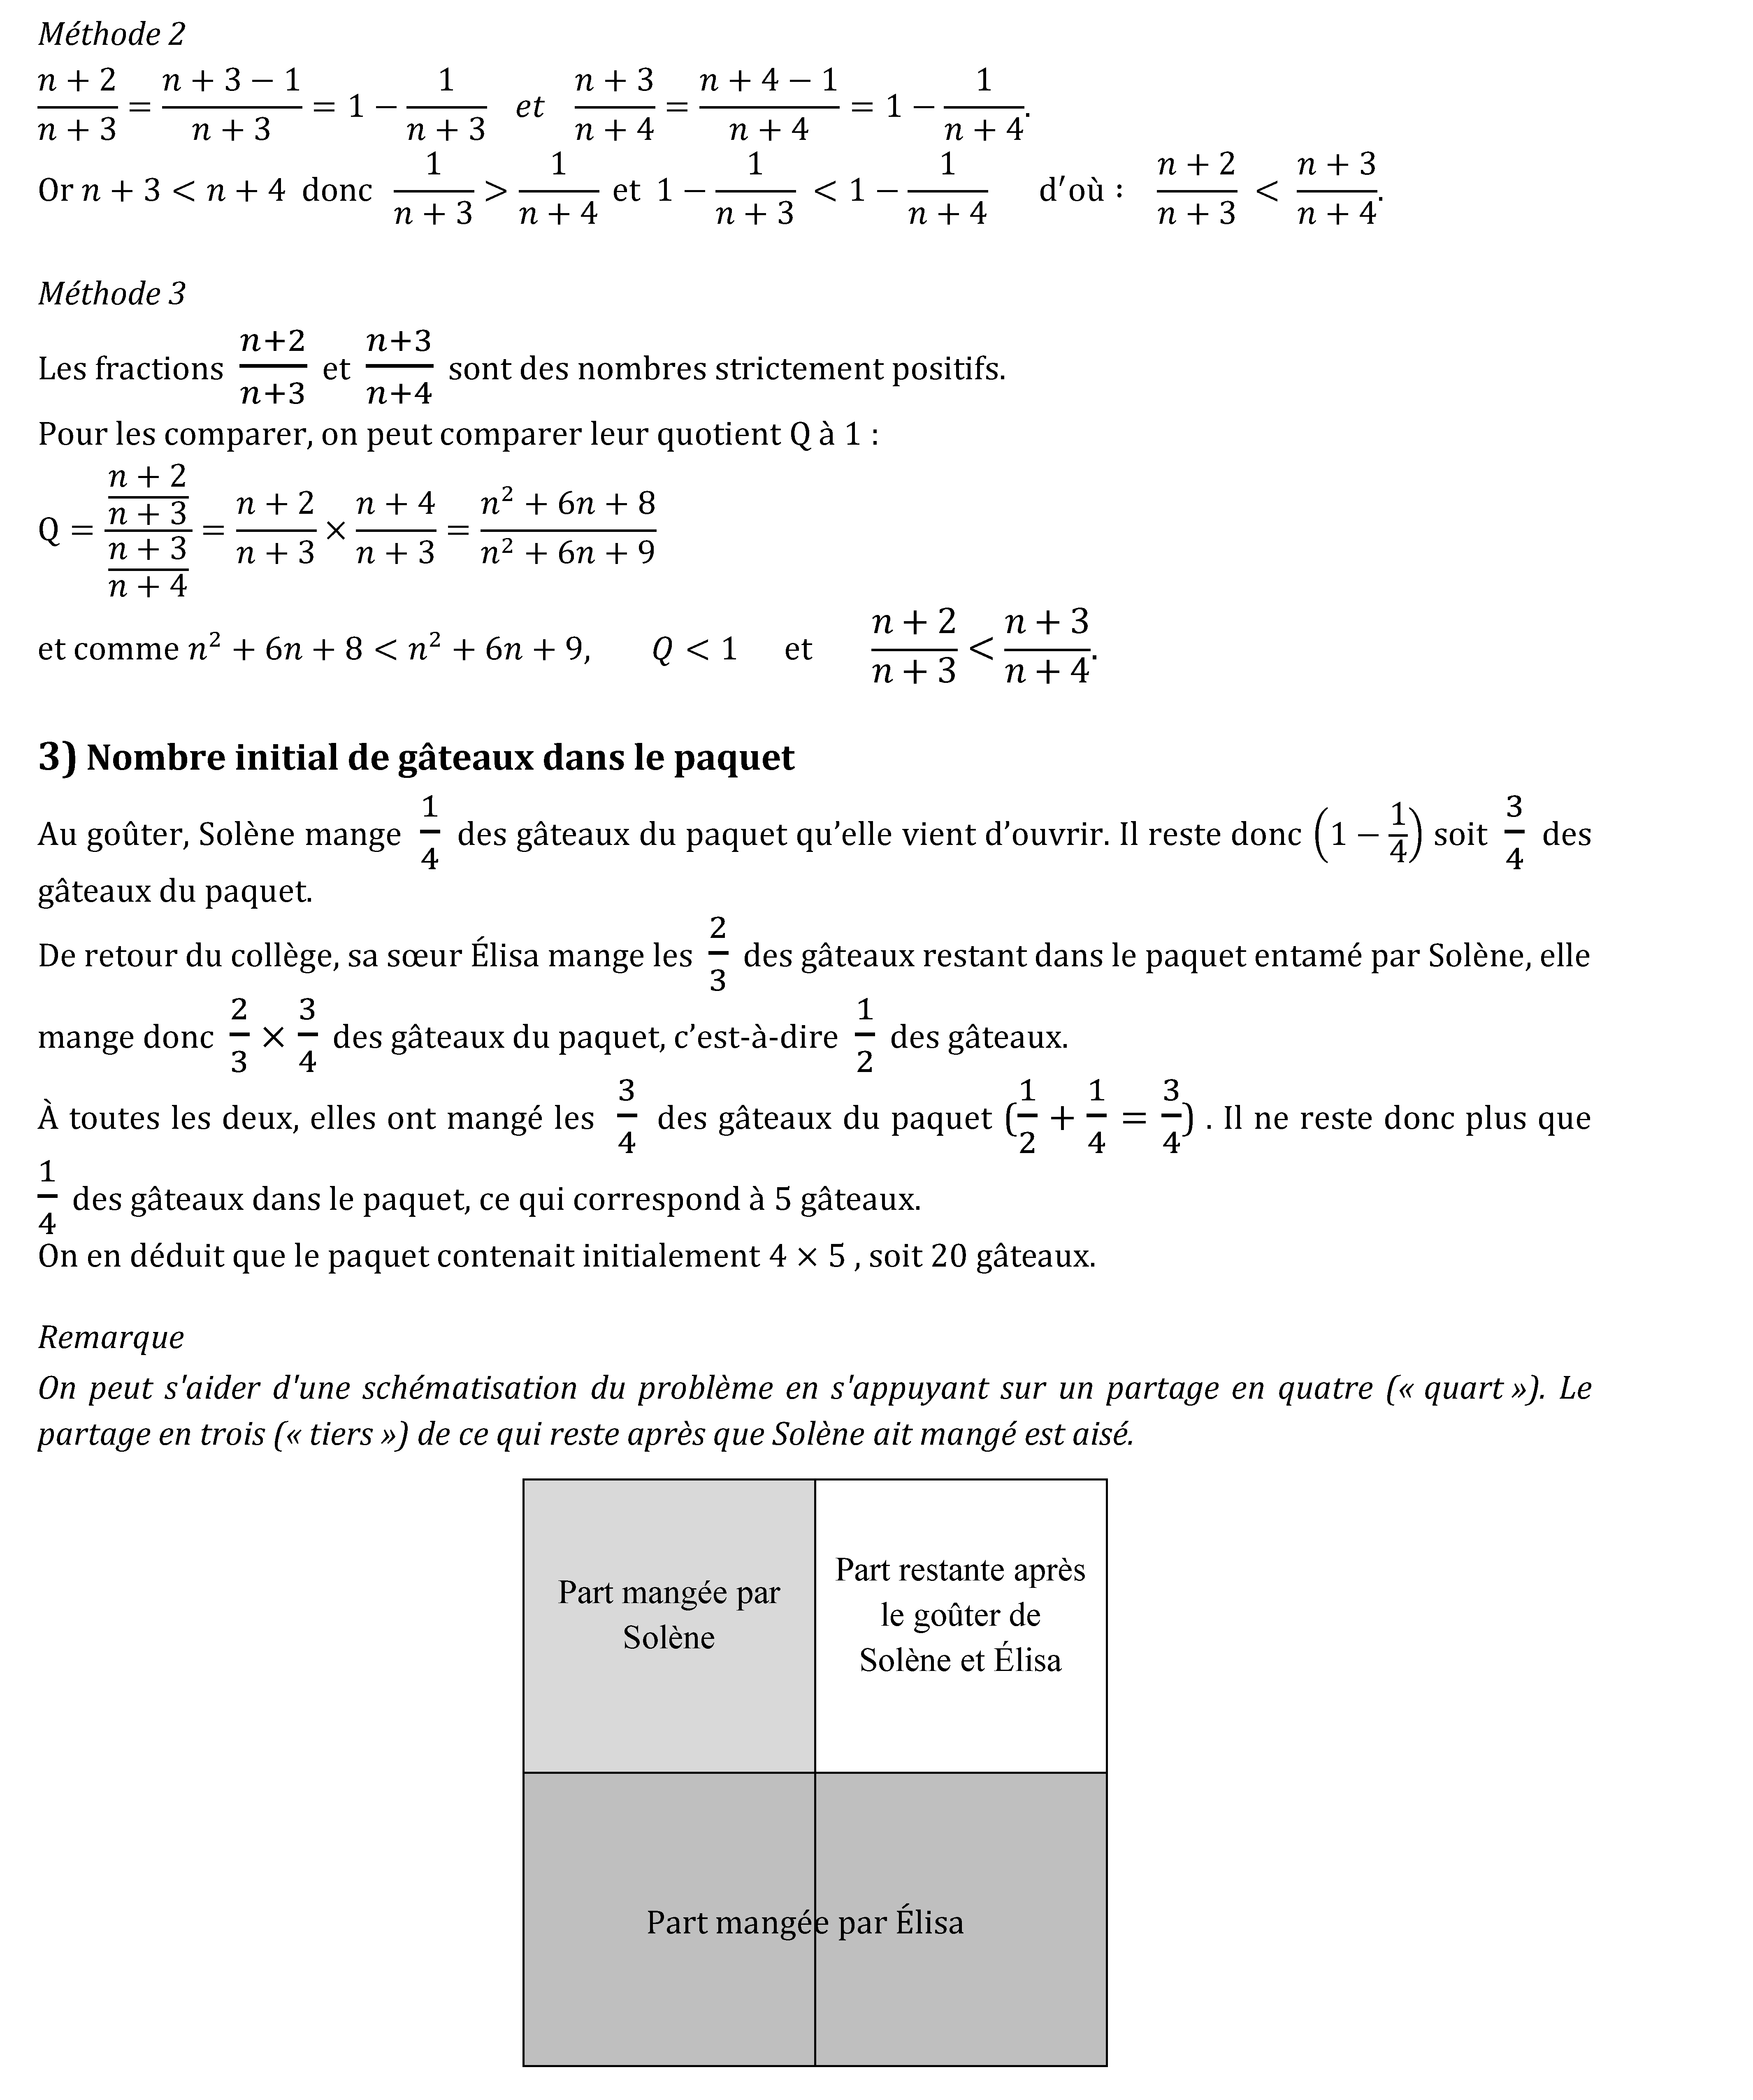 Méthode 2
\frac{n + 2}{n + 3} = \frac{n + 3 − 1}{n + 3} = 1 − \frac{1}{n + 3} et \frac{n + 3}{n + 4} = \frac{n + 4 − 1}{n + 4} = 1 − \frac{1}{n + 4}.
Or n + 3 < n + 4 donc \frac{1}{n + 3} > \frac{1}{n + 4} et 1 − \frac{1}{n + 3} < 1 − \frac{1}{n + 4} d′où : \frac{n + 2}{n + 3} < \frac{n + 3}{n + 4}.
Méthode 3
Les fractions \frac{n+2}{n+3} et \frac{n+3}{n+4} sont des nombres strictement positifs.
Pour les comparer, on peut comparer leur quotient Q à 1 :
Q = \frac{\frac{n + 2}{n + 3}}{\frac{n + 3}{n + 4}} = \frac{n + 2}{n + 3} × \frac{n + 4}{n + 3} = \frac{n² + 6n + 8}{n² + 6n + 9}
et comme n² + 6n + 8 < n² + 6n + 9, Q < 1 et \frac{n + 2}{n + 3} < \frac{n + 3}{n + 4}.
3) Nombre initial de gâteaux dans le paquet
Au goûter, Solène mange \frac{1}{4} des gâteaux du paquet qu’elle vient d’ouvrir. Il reste donc (1 − \frac{1}{4}) soit \frac{3}{4} des
gâteaux du paquet.
De retour du collège, sa sœur Élisa mange les \frac{2}{3} des gâteaux restant dans le paquet entamé par Solène, elle
mange donc \frac{2}{3} × \frac{3}{4} des gâteaux du paquet, c’est-à-dire \frac{1}{2} des gâteaux.
À toutes les deux, elles ont mangé les \frac{3}{4} des gâteaux du paquet (\frac{1}{2} + \frac{1}{4} = \frac{3}{4}) . Il ne reste donc plus que
\frac{1}{4} des gâteaux dans le paquet, ce qui correspond à 5 gâteaux.
On en déduit que le paquet contenait initialement 4 × 5 , soit 20 gâteaux.
Remarque
On peut s'aider d'une schématisation du problème en s'appuyant sur un partage en quatre (« quart »). Le
partage en trois (« tiers ») de ce qui reste après que Solène ait mangé est aisé.
Part mangée par
Solène
Part restante après
le goûter de
Solène et Élisa
Part mangée par Élisa